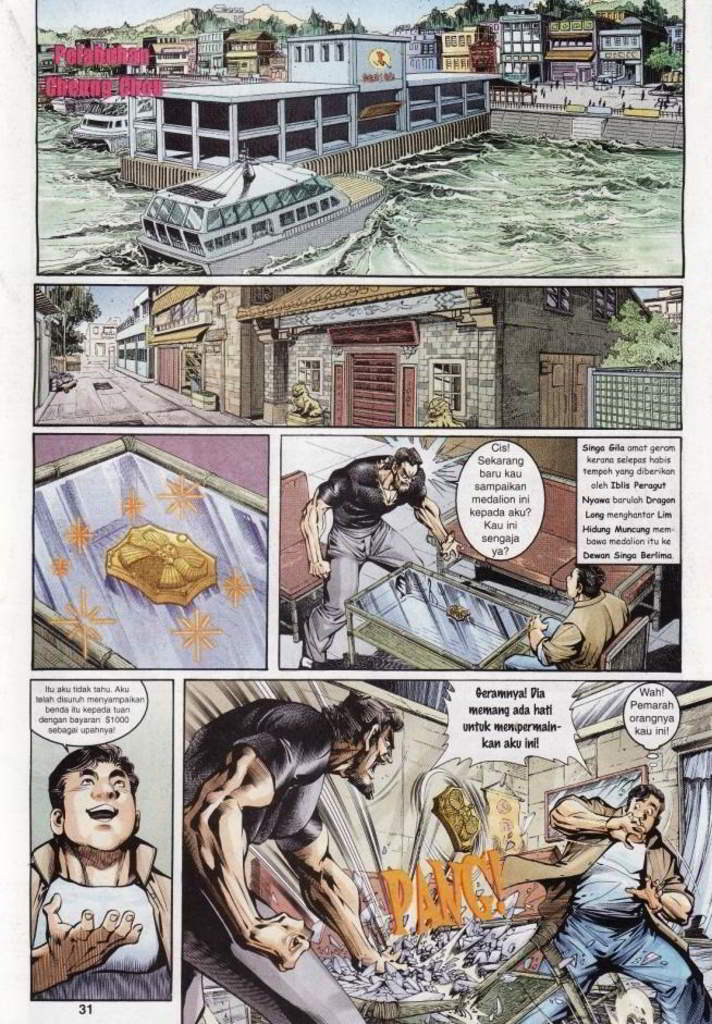 Pelabuhan
Cheung Chau
Cis!
Sekarang
baru kau
sampaikan
medalion ini
kepada aku?
Kau ini
sengaja
ya?
Singa Gila amat geram
kerana selepas habis
tempoh yang diberikan
oleh Iblis Peragut
Nyawa barulah Dragon
Long menghantar Lim
Hidung Muncung mem-
bawa medalion itu ke
Dewan Singa Berlima.
Itu aku tidak tahu. Aku
telah disuruh menyampaikan
benda itu kepada tuan
dengan bayaran $1000
sebagai upahnya!
Geramnya! Dia
memang ada hati
untuk mempermain-
kan aku ini!
Wah!
Pemarah
orangnya
kau ini!
PANG!
31